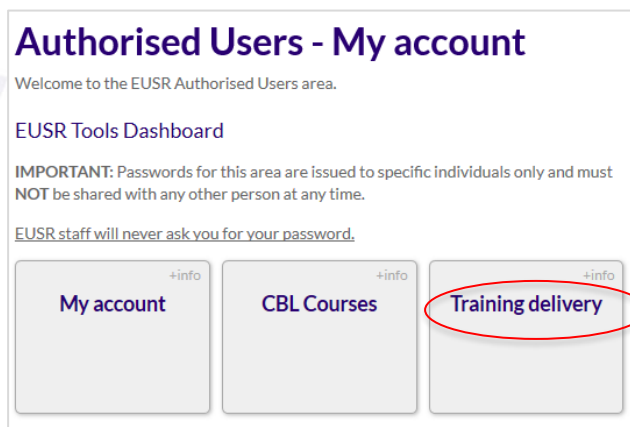 Authorised Users - My account
Welcome to the EUSR Authorised Users area.
EUSR Tools Dashboard
IMPORTANT: Passwords for this area are issued to specific individuals only and must
NOT be shared with any other person at any time.
EUSR staff will never ask you for your password.
+info +info +info
My account CBL Courses Training delivery